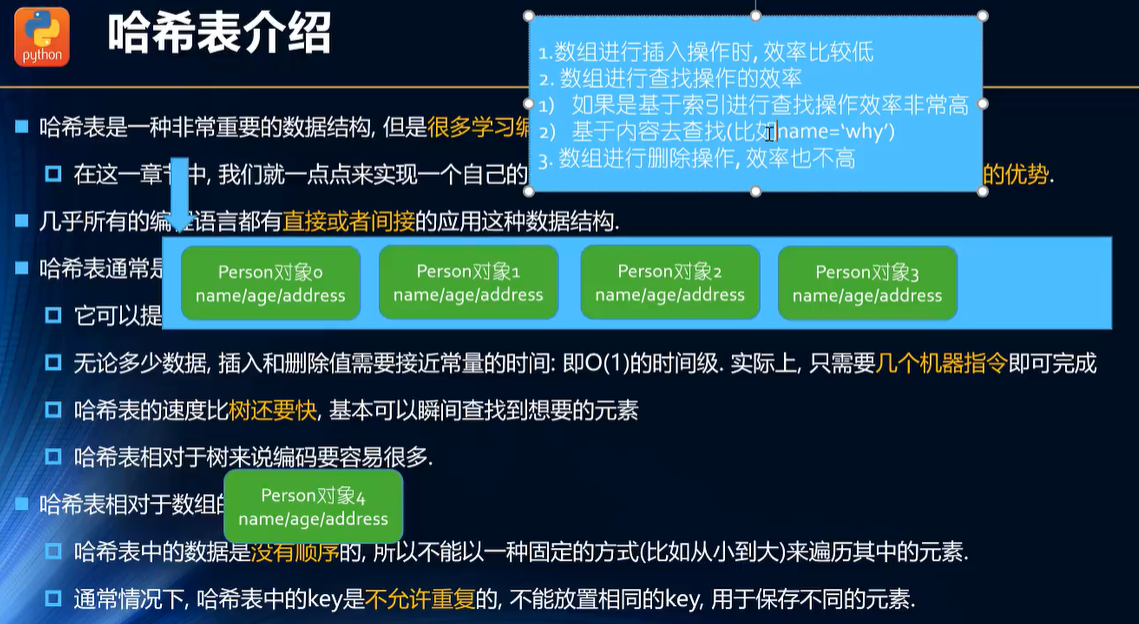 python
哈希表介绍
1.数组进行插入操作时, 效率比较低
2. 数组进行查找操作的效率
1) 如果是基于索引进行查找操作效率非常高
2) 基于内容去查找(比如name=‘why’)
3. 数组进行删除操作, 效率也不高
哈希表是一种非常重要的数据结构, 但是很多学习编
在这一章节中, 我们就一点点来实现一个自己的 的优势.
几乎所有的编程语言都有直接或者间接的应用这种数据结构.
哈希表通常是
Person对象0
name/age/address
Person对象1
name/age/address
Person对象2
name/age/address
Person对象3
name/age/address
它可以提
无论多少数据, 插入和删除值需要接近常量的时间: 即O(1)的时间级. 实际上, 只需要几个机器指令即可完成
哈希表的速度比树还要快, 基本可以瞬间查找到想要的元素
哈希表相对于树来说编码要容易很多.
哈希表相对于数组的
Person对象4
name/age/address
哈希表中的数据是没有顺序的, 所以不能以一种固定的方式(比如从小到大)来遍历其中的元素.
通常情况下, 哈希表中的key是不允许重复的, 不能放置相同的key, 用于保存不同的元素.